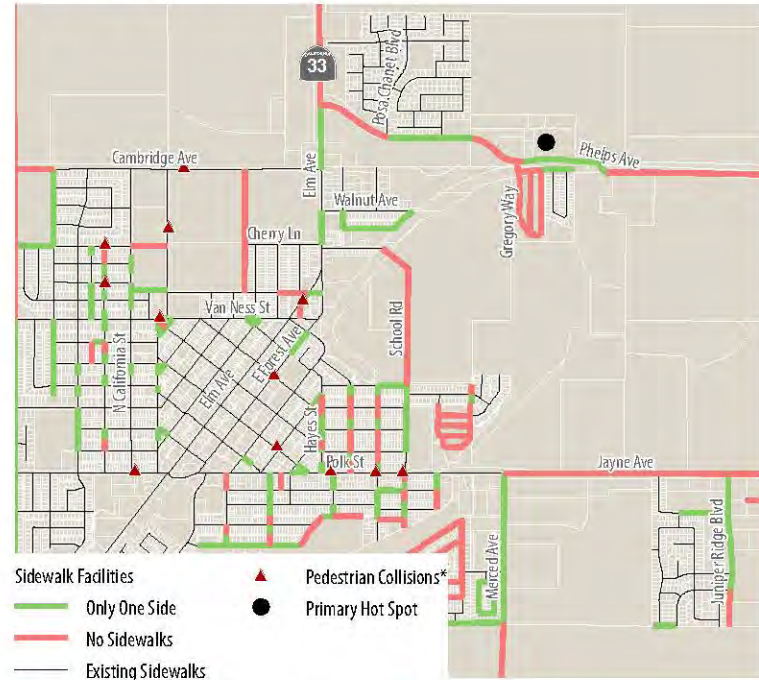 CALIFORNIA
33
Posa Chanet Blvd
Phelps Ave
Cambridge Ave
Elm Ave
Walnut Ave
Gregory Way
Cherry Ln
Van Ness St
School Rd
N California St
E Forest Ave
Elm Ave
Hayes St
Polk St
Jayne Ave
Merced Ave
Juniper Ridge Blvd
Sidewalk Facilities
Only One Side
No Sidewalks
Existing Sidewalks
Pedestrian Collisions*
Primary Hot Spot